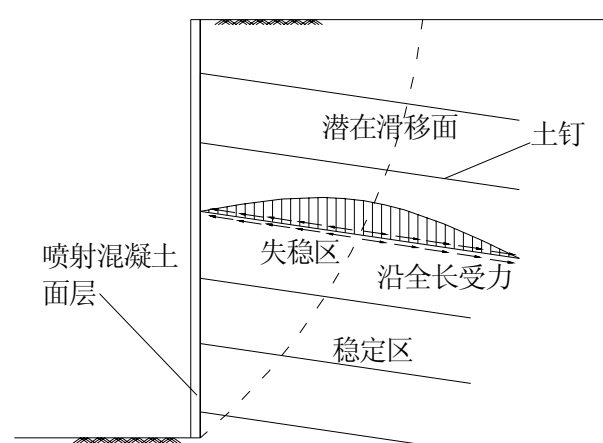 潜在滑移面
土钉
喷射混凝土
面层
失稳区
沿全长受力
稳定区